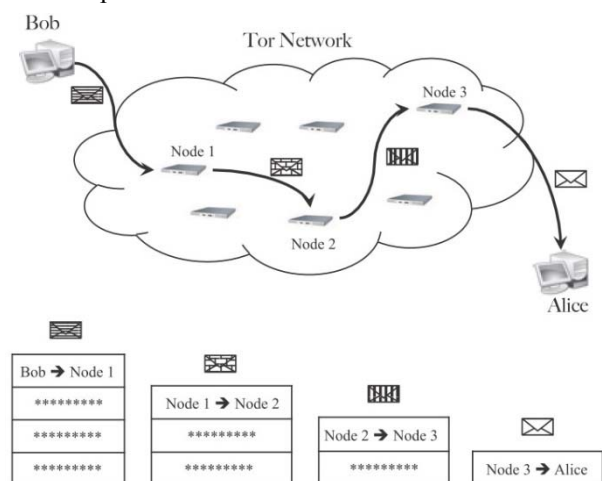 Bob
Tor Network
Node 3
Node 1
Node 2
Alice
Bob ➔ Node 1
*********
*********
*********
Node 1 ➔ Node 2
*********
*********
Node 2 ➔ Node 3
*********
Node 3 ➔ Alice